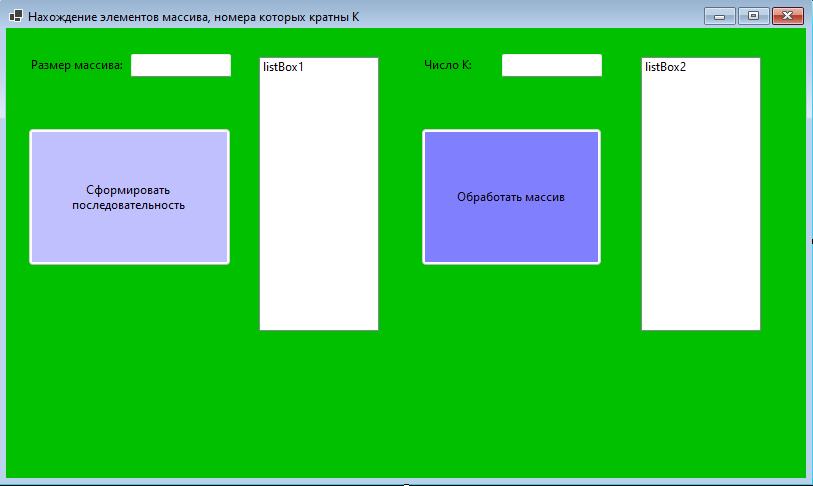 Нахождение элементов массива, номера которых кратны К
Размер массива:
listBox1
Число К:
listBox2
Сформировать
последовательность
Обработать массив